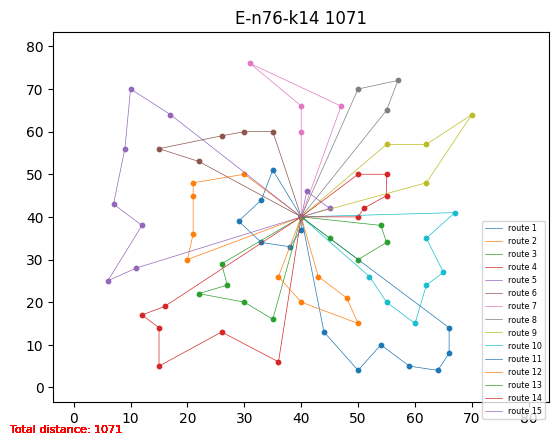 E-n76-k14 1071
80
70
60
50
40
30
20
10
0
0 10 20 30 40 50 60 70 80
route 1
route 2
route 3
route 4
route 5
route 6
route 7
route 8
route 9
route 10
route 11
route 12
route 13
route 14
route 15
Total distance: 1071